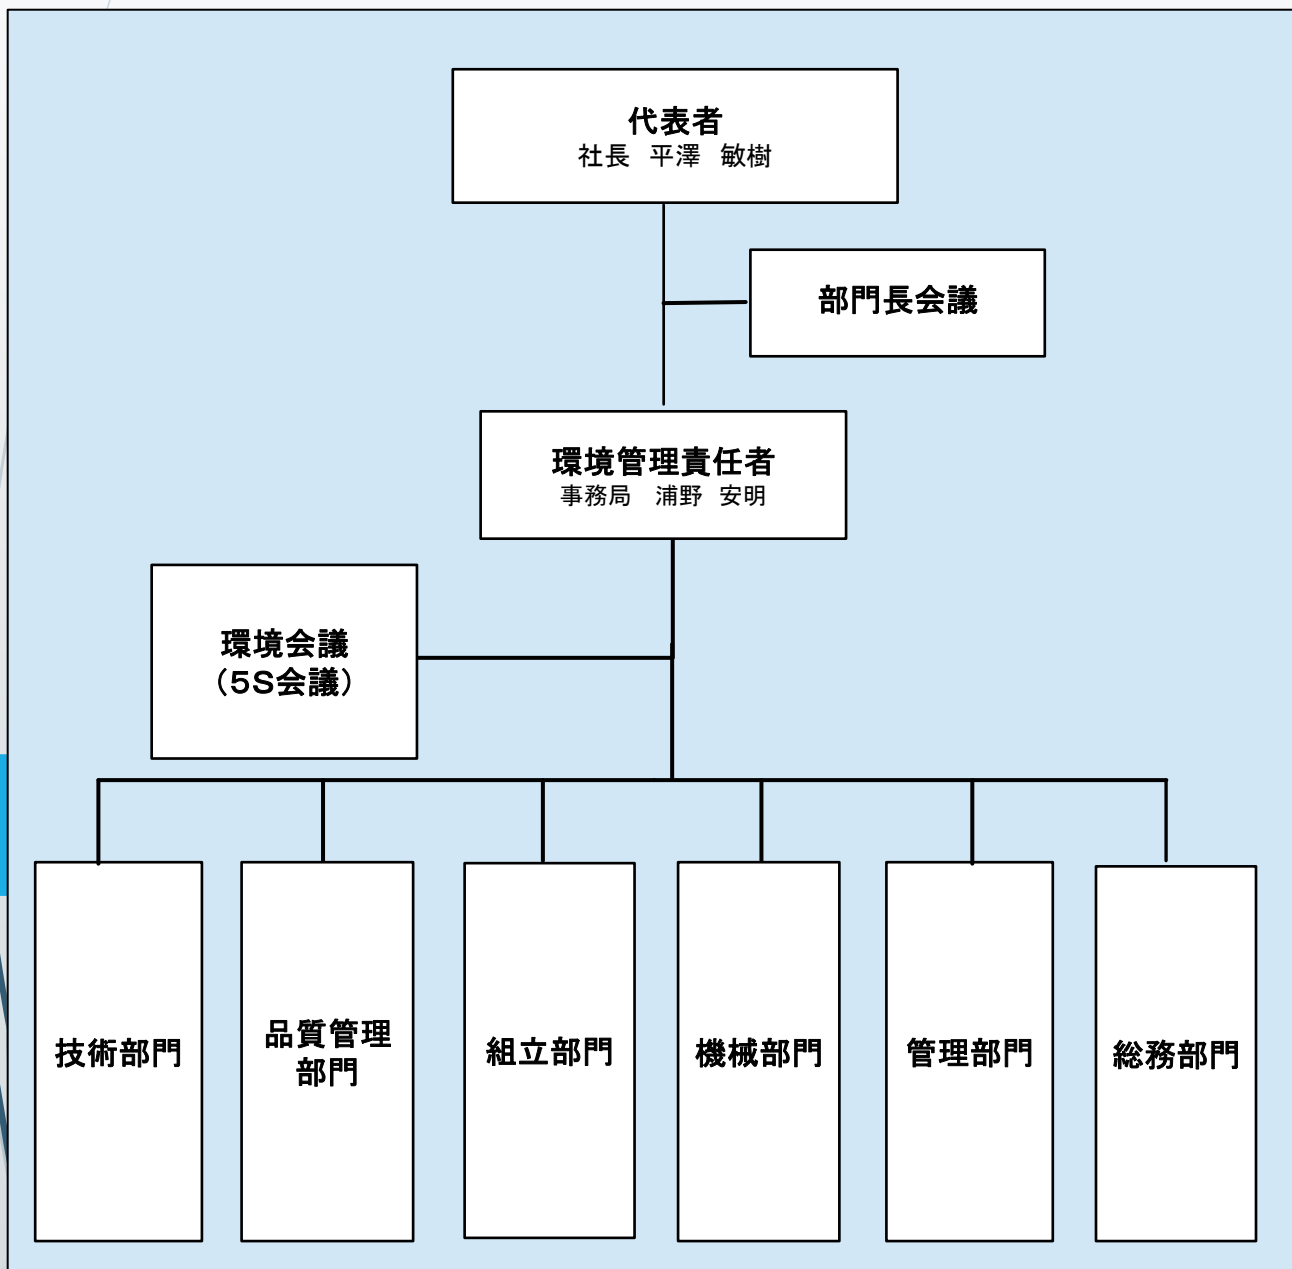 代表者
社長　平澤　敏樹
部門長会議
環境管理責任者
事務局　浦野　安明
環境会議
（５Ｓ会議）
技術部門
品質管理
部門
組立部門
機械部門
管理部門
総務部門